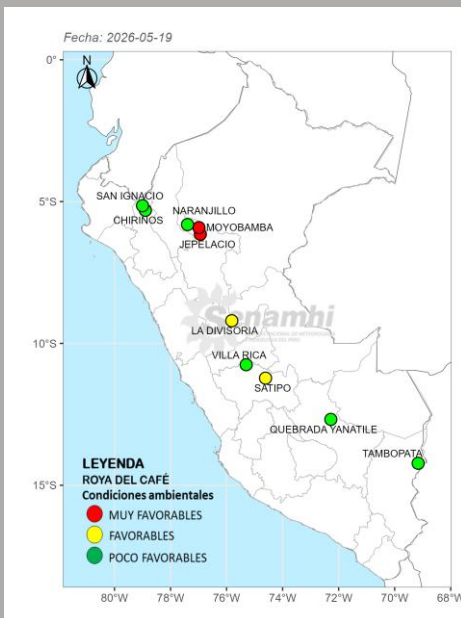 Fecha: 2026-05-19
N
0°
SAN IGNACIO
NARANJILLO
5°S
CHIRINOS
MOYOBAMBA
JEPELACIO
Senamhi
LA DIVISORIA
10°S
VILLA RICA
SATIPO
QUEBRADA YANATILE
TAMBOPATA
LEYENDA
15°S
ROYA DEL CAFÉ
Condiciones ambientales
MUY FAVORABLES
FAVORABLES
POCO FAVORABLES
80°W 78°W 76°W 74°W 72°W 70°W 68°W